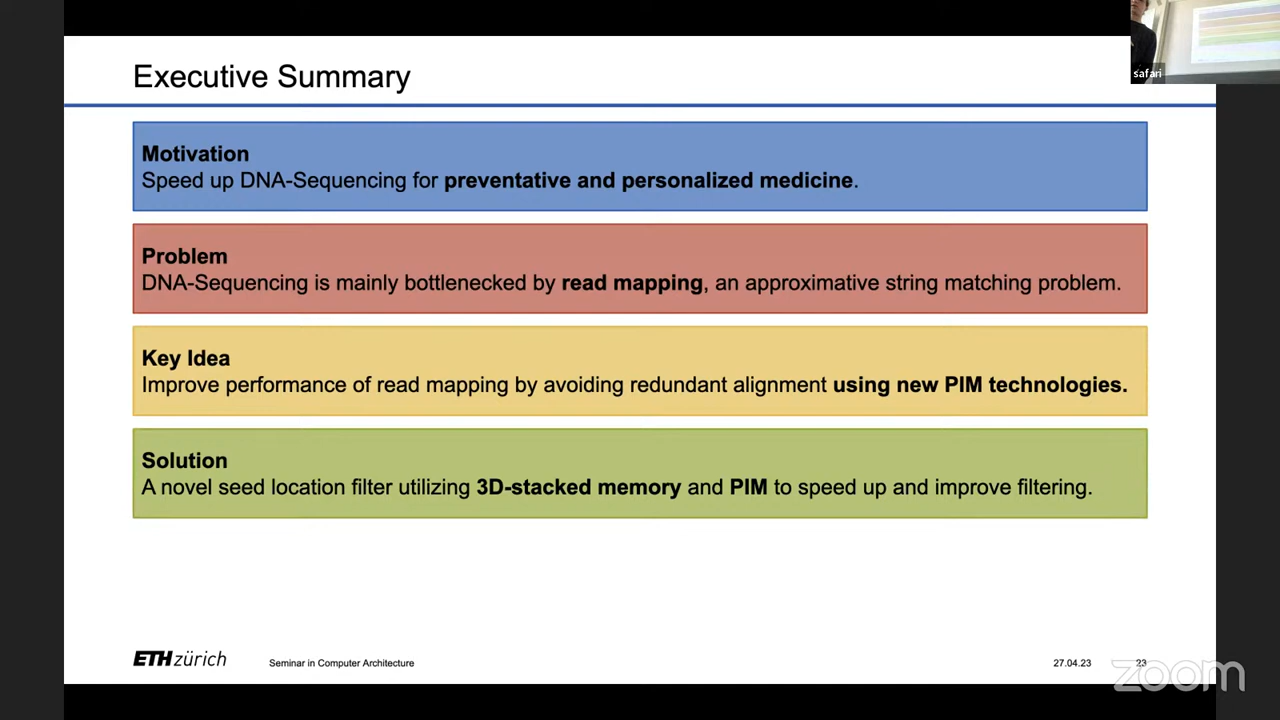 Executive Summary
safari
Motivation
Speed up DNA-Sequencing for preventative and personalized medicine.
Problem
DNA-Sequencing is mainly bottlenecked by read mapping, an approximative string matching problem.
Key Idea
Improve performance of read mapping by avoiding redundant alignment using new PIM technologies.
Solution
A novel seed location filter utilizing 3D-stacked memory and PIM to speed up and improve filtering.
ETH zürich
Seminar in Computer Architecture
27.04.23
23
zoom